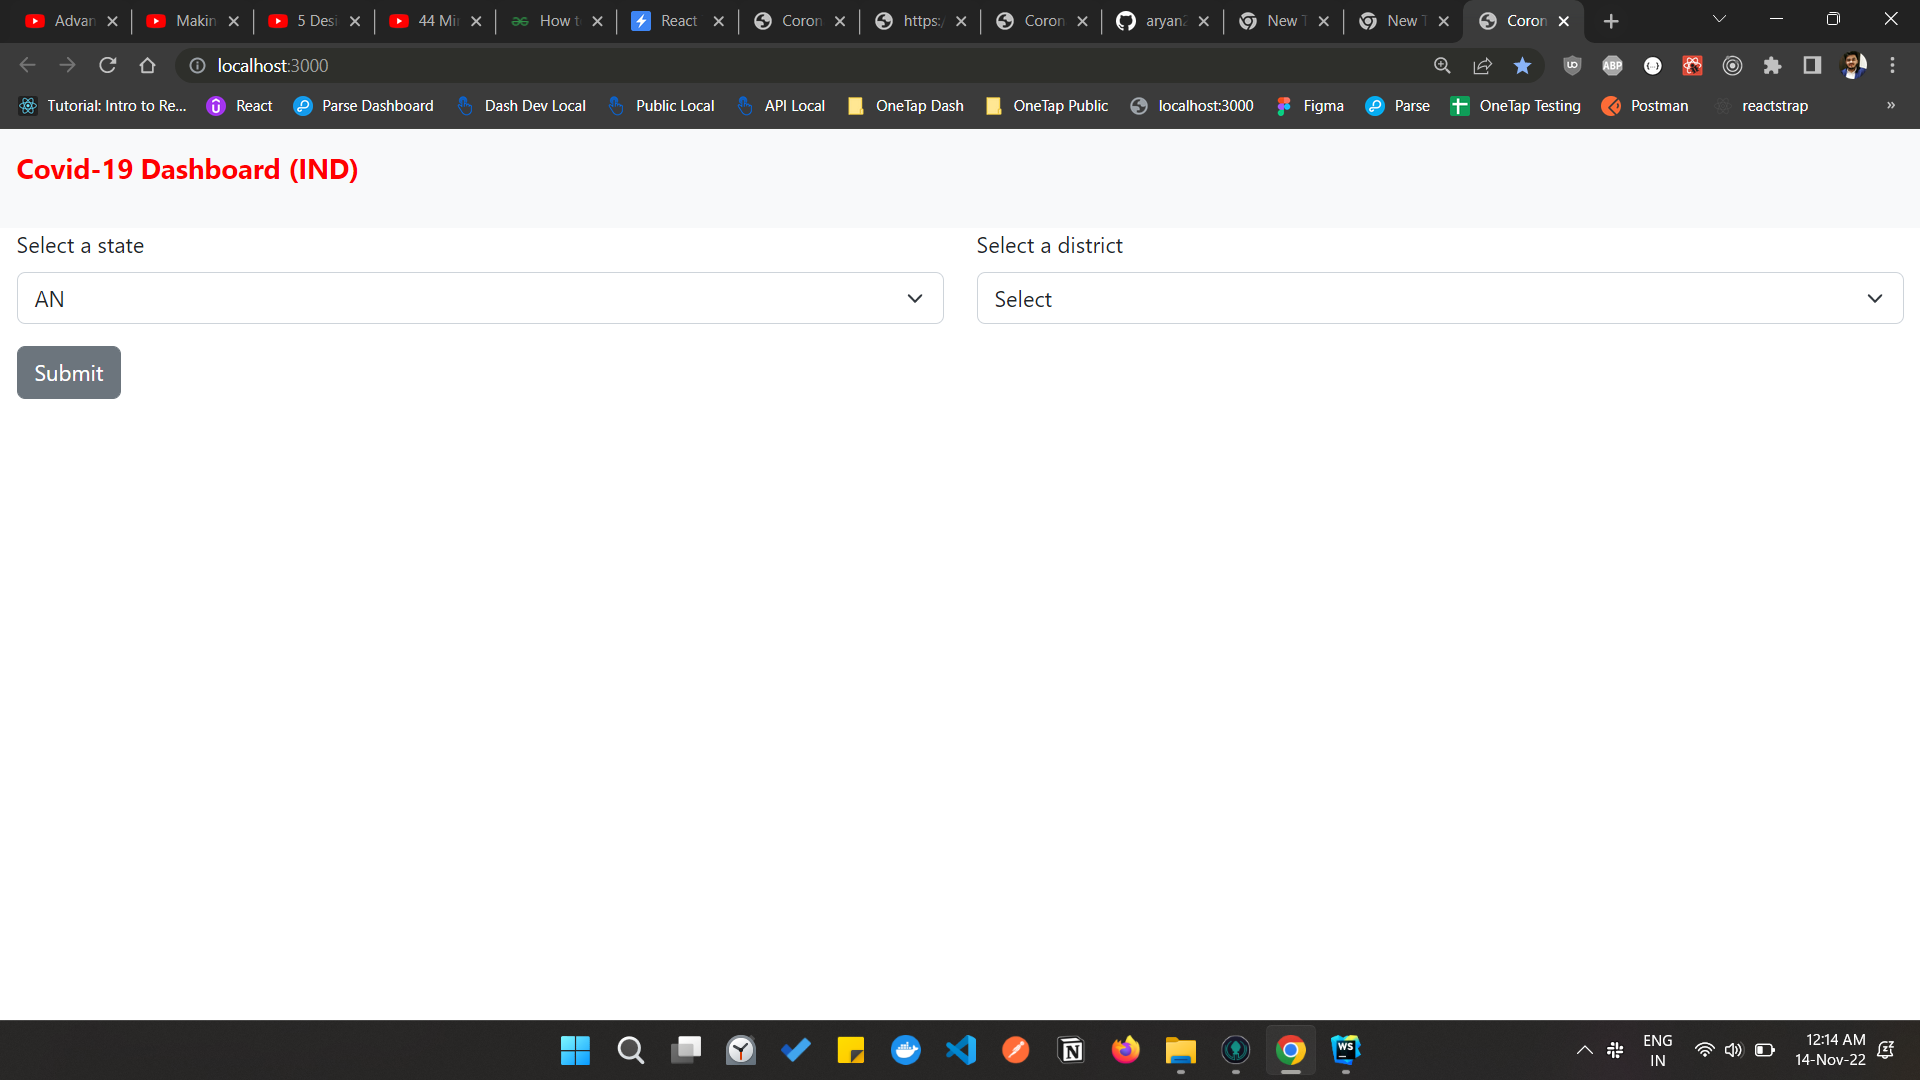 Advan
Makin
5 Desi
44 Mi
How t
React
Coron
https:/
Coron
aryan2
New T
New T
Coron
localhost:3000
ABP
Tutorial: Intro to Re...
React
Parse Dashboard
Dash Dev Local
Public Local
API Local
OneTap Dash
OneTap Public
localhost:3000
Figma
Parse
OneTap Testing
Postman
reactstrap
»
Covid-19 Dashboard (IND)
Select a state
Select a district
AN
Select
Submit
WS
ENG
IN
12:14 AM
14-Nov-22